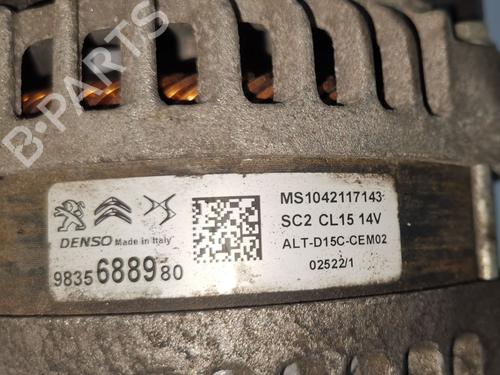 B-PARTS
MS1042117143
SC2 CL15 14V
DENSO Made in Italy
ALT-D15C-CEM02
9835688980
02522/1